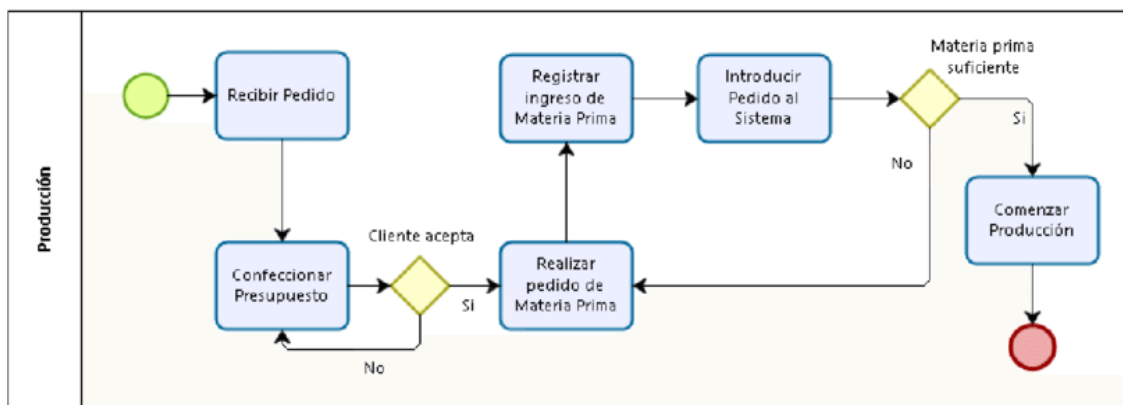 Producción
Recibir Pedido
Confeccionar
Presupuesto
Cliente acepta
Si
No
Realizar
pedido de
Materia Prima
Registrar
ingreso de
Materia Prima
Introducir
Pedido al
Sistema
Materia prima
suficiente
Si
No
Comenzar
Producción